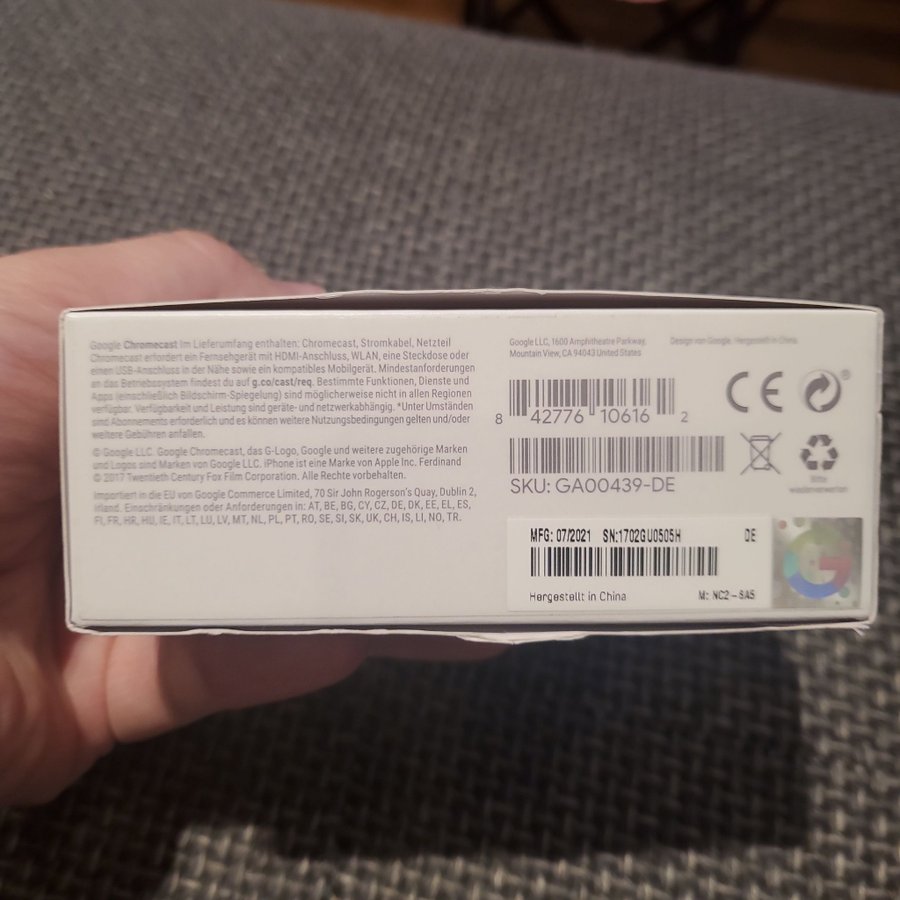 Google Chromecast Im Lieferumfang enthalten: Chromecast, Stromkabel, Netzteil
Chromecast erfordert ein Fernsehgerät mit HDMI-Anschluss, WLAN, eine Steckdose oder
einen USB-Anschluss in der Nähe sowie ein kompatibles Mobilgerät. Mindestanforderungen
an das Betriebssystem findest du auf g.co/cast/req. Bestimmte Funktionen, Dienste und
Apps (einschließlich Bildschirm-Spiegelung) sind möglicherweise nicht in allen Regionen
verfügbar. Verfügbarkeit und Leistung sind geräte- und netzwerkabhängig. *Unter Umständen
sind Abonnements erforderlich und es können weitere Nutzungsbedingungen gelten und/oder
weitere Gebühren anfallen.
© Google LLC. Google Chromecast, das G-Logo, Google und weitere zugehörige Marken
und Logos sind Marken von Google LLC. iPhone ist eine Marke von Apple Inc. Ferdinand
© 2017 Twentieth Century Fox Film Corporation. Alle Rechte vorbehalten.
Importiert in die EU von Google Commerce Limited, 70 Sir John Rogerson's Quay, Dublin 2,
Irland. Einschränkungen oder Anforderungen in: AT, BE, BG, CY, CZ, DE, DK, EE, EL, ES,
FI, FR, HR, HU, IE, IT, LT, LU, LV, MT, NL, PL, PT, RO, SE, SI, SK, UK, CH, IS, LI, NO, TR.
Google LLC, 1600 Amphitheatre Parkway,
Mountain View, CA 94043 United States
Design von Google. Hergestellt in China.
8 42776 10616 2
CE
®
SKU: GA00439-DE
Bitte
wiederverwerten
MFG: 07/2021 SN:1702GU0505H DE
Hergestellt in China M: NC2-6A5
G